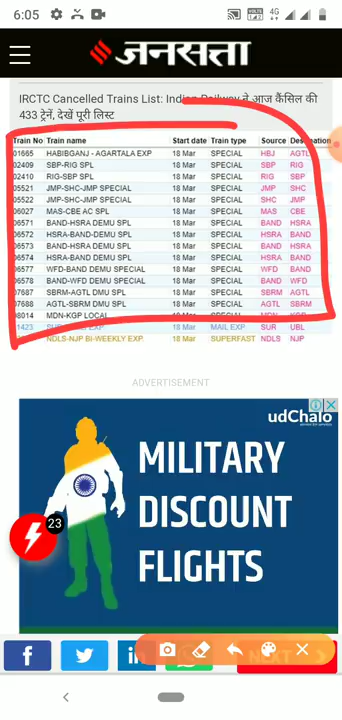 6:05
4G
जनसत्ता
IRCTC Cancelled Trains List: Indian Railway ने आज कैंसिल की
433 ट्रेनें, देखें पूरी लिस्ट
Train No Train name Start date Train type Source Destination
01665 HABIBGANJ - AGARTALA EXP 18 Mar SPECIAL HBJ AGTL
02409 SBP-RIG SPL 18 Mar SPECIAL SBP RIG
02410 RIG-SBP SPL 18 Mar SPECIAL RIG SBP
05521 JMP-SHC-JMP SPECIAL 18 Mar SPECIAL JMP SHC
05522 JMP-SHC-JMP SPECIAL 18 Mar SPECIAL SHC JMP
06027 MAS-CBE AC SPL 18 Mar SPECIAL MAS CBE
06571 BAND-HSRA DEMU SPL 18 Mar SPECIAL BAND HSRA
06572 HSRA-BAND-DEMU SPL 18 Mar SPECIAL HSRA BAND
06573 BAND-HSRA DEMU SPL 18 Mar SPECIAL BAND HSRA
06574 HSRA-BAND DEMU SPL 18 Mar SPECIAL HSRA BAND
06577 WFD-BAND DEMU SPECIAL 18 Mar SPECIAL WFD BAND
06578 BAND-WFD DEMU SPECIAL 18 Mar SPECIAL BAND WFD
07687 SBRM-AGTL DMU SPL 18 Mar SPECIAL SBRM AGTL
07688 AGTL-SBRM DMU SPL 18 Mar SPECIAL AGTL SBRM
08014 MDN-KGP LOCAL 18 Mar SPECIAL MDN KGP
1423 EXP 18 Mar MAIL EXP SUR UBL
NDLS-NJP BI-WEEKLY EXP 18 Mar SUPERFAST NDLS NJP
ADVERTISEMENT
udChalo
MILITARY
DISCOUNT
FLIGHTS
23
NEXT